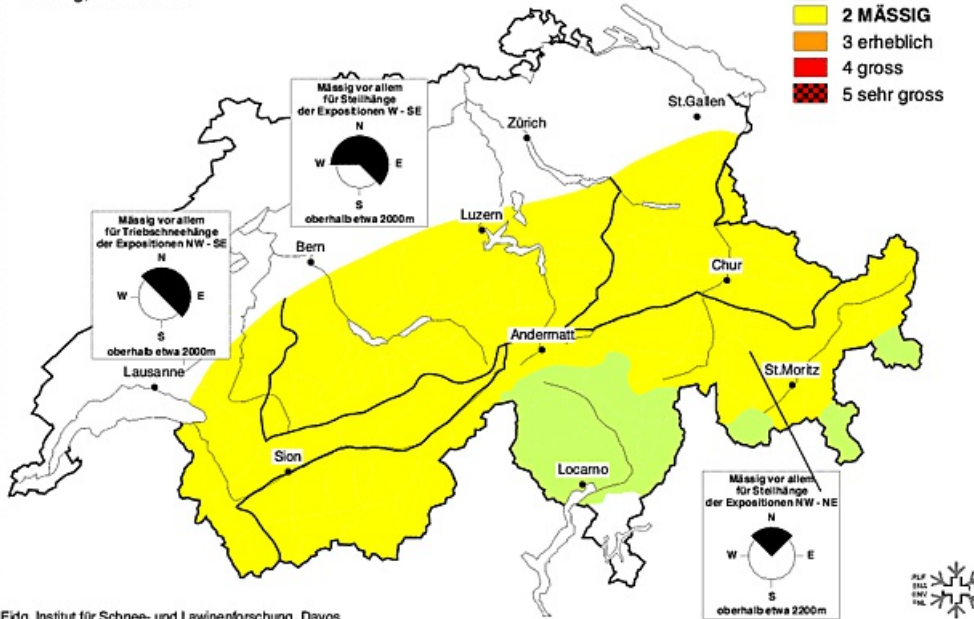 2 MÄSSIG
3 erheblich
4 gross
5 sehr gross
St.Gallen
Zürich
Mässig vor allem
für Steilhänge
der Expositionen W - SE
N
W E
S
oberhalb etwa 2000m
Luzern
Mässig vor allem
für Triebschneehänge
der Expositionen NW - SE
N
W E
S
oberhalb etwa 2000m
Bern
Chur
Andermatt
Lausanne
St.Moritz
Sion
Locarno
Mässig vor allem
für Steilhänge
der Expositionen NW - NE
N
W E
S
oberhalb etwa 2200m
Eidg. Institut für Schnee- und Lawinenforschung, Davos